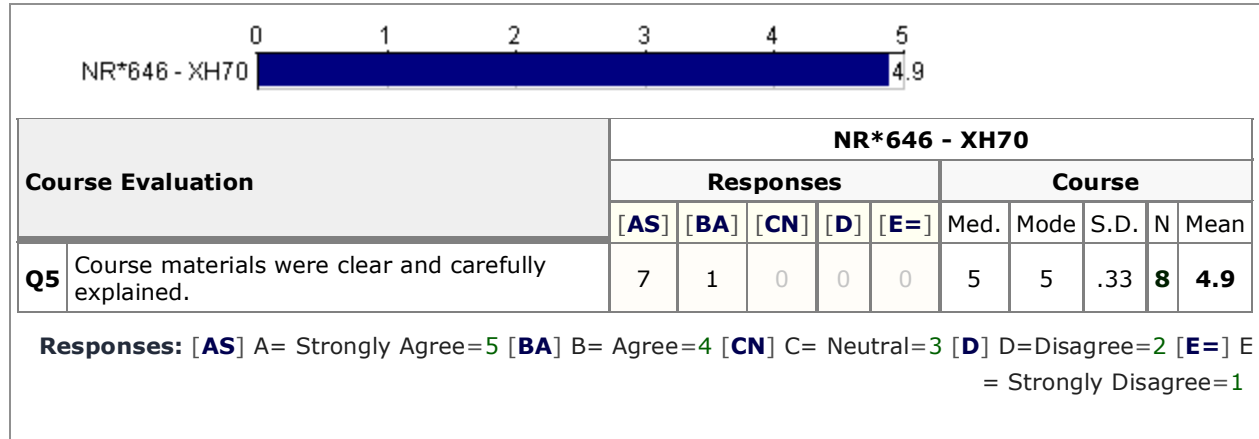 0 1 2 3 4 5
NR*646 - XH70 4.9
NR*646 - XH70
Course Evaluation Responses Course
[AS] [BA] [CN] [D] [E=] Med. Mode S.D. N Mean
Q5 Course materials were clear and carefully explained. 7 1 0 0 0 5 5 .33 8 4.9
Responses: [AS] A= Strongly Agree=5 [BA] B= Agree=4 [CN] C= Neutral=3 [D] D=Disagree=2 [E=] E
= Strongly Disagree=1